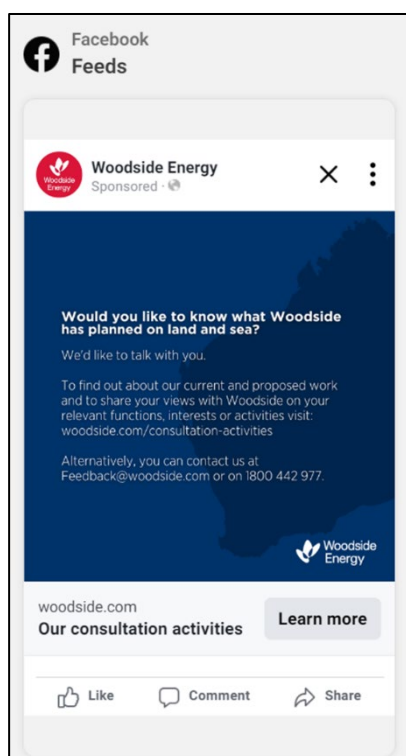 Facebook
Feeds
Woodside
Energy
Woodside Energy
Sponsored ·
Would you like to know what Woodside
has planned on land and sea?
We'd like to talk with you.
To find out about our current and proposed work
and to share your views with Woodside on your
relevant functions, interests or activities visit:
woodside.com/consultation-activities
Alternatively, you can contact us at
Feedback@woodside.com or on 1800 442 977.
Woodside
Energy
woodside.com
Our consultation activities
Learn more
Like
Comment
Share